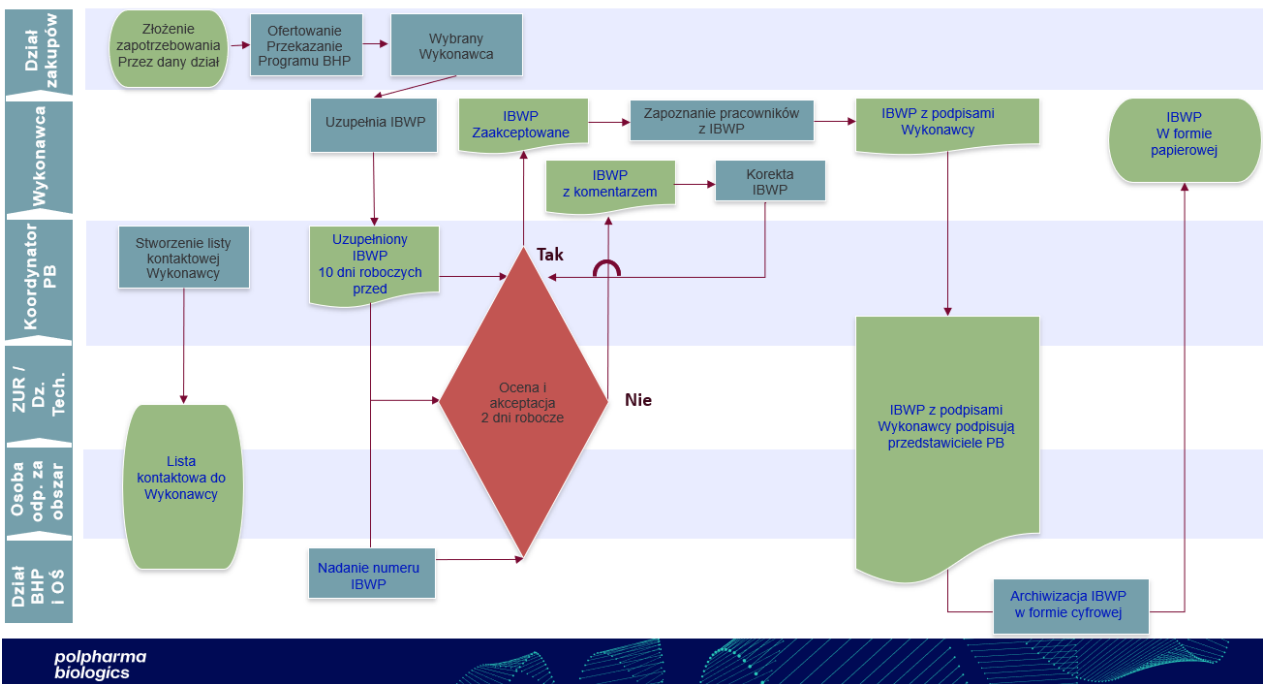 Dział
zakupów
Złożenie
zapotrzebowania
Przez dany dział
Ofertowanie
Przekazanie
Programu BHP
Wybrany
Wykonawca
Wykonawca
Uzupełnia IBWP
IBWP
Zaakceptowane
Zapoznanie pracowników
z IBWP
IBWP z podpisami
Wykonawcy
IBWP
W formie
papierowej
IBWP
z komentarzem
Korekta
IBWP
Koordynator
PB
Stworzenie listy
kontaktowej
Wykonawcy
Uzupełniony
IBWP
10 dni roboczych
przed
Tak
ZUR /
Dz.
Tech.
Ocena i
akceptacja
2 dni robocze
Nie
IBWP z podpisami
Wykonawcy podpisują
przedstawiciele PB
Osoba
odp. za
obszar
Lista
kontaktowa do
Wykonawcy
Dział
BHP
i OŚ
Nadanie numeru
IBWP
Archiwizacja IBWP
w formie cyfrowej
polpharma
biologics